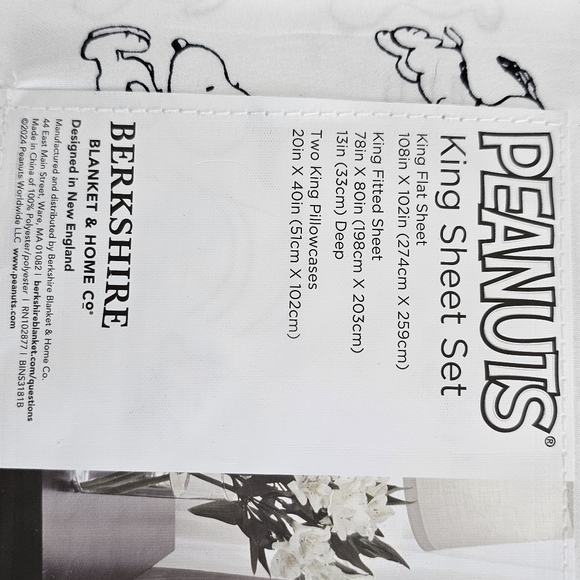 PEANUTS®
King Sheet Set
King Flat Sheet
108in X 102in (274cm X 259cm)
King Fitted Sheet
78in X 80in (198cm X 203cm)
13in (33cm) Deep
Two King Pillowcases
20in X 40in (51cm X 102cm)
BERKSHIRE
BLANKET & HOME CO®
Designed in New England
Manufactured and distributed by Berkshire Blanket & Home Co.
44 East Main Street, Ware, MA 01082 | berkshireblanket.com/questions
Made in China of 100% Polyester/polyester | RN102877 | BINS3181B
©2024 Peanuts Worldwide LLC www.peanuts.com